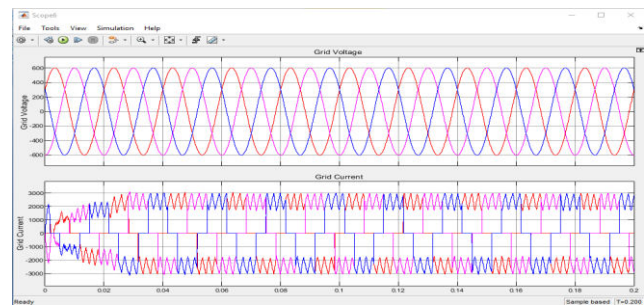 Scope6
File Tools View Simulation Help
Grid Voltage
600
400
200
0
-200
-400
-600
Grid Voltage
Grid Current
3000
2000
1000
0
-1000
-2000
-3000
Grid Current
0 0.02 0.04 0.06 0.08 0.1 0.12 0.14 0.16 0.18 0.2
Ready Sample based T=0.200